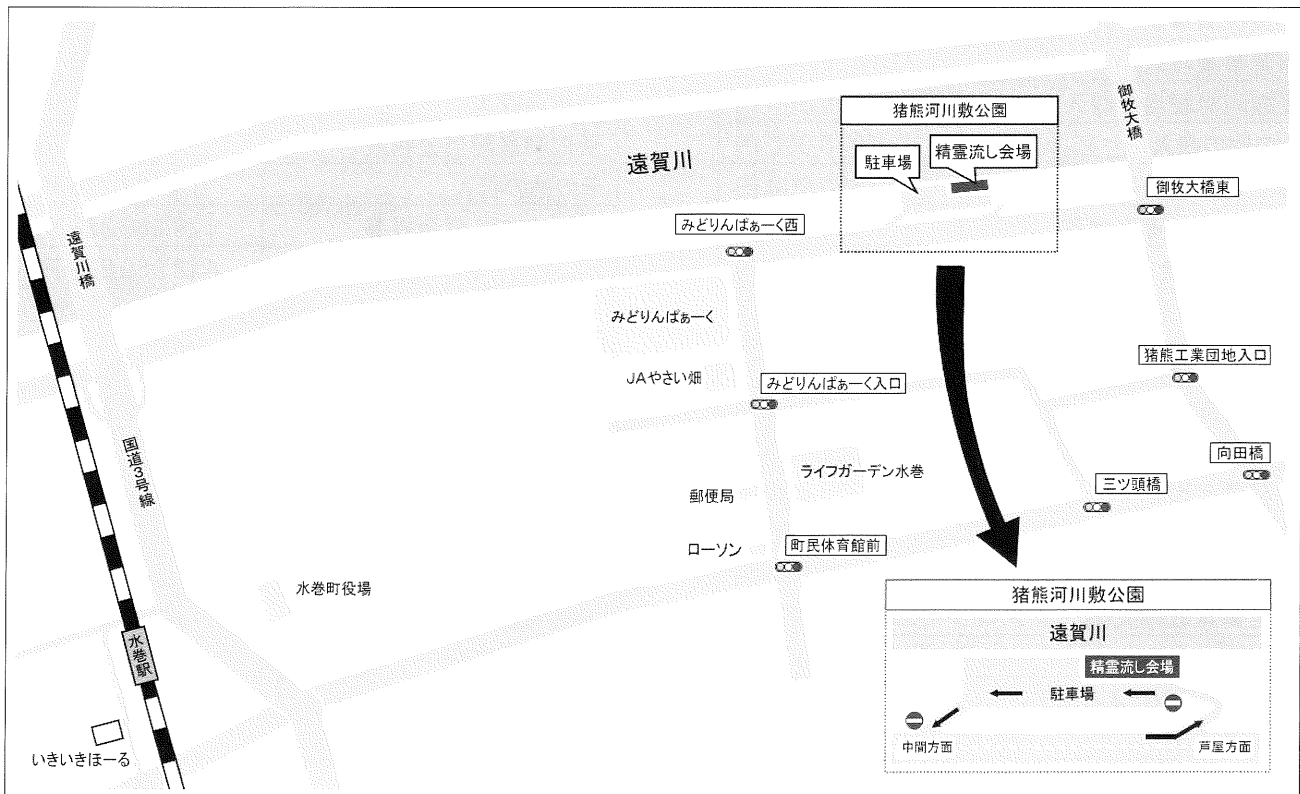 御牧大橋
猪熊河川敷公園
駐車場
精霊流し会場
遠賀川
御牧大橋東
みどりんぱぁーく西
遠賀川橋
みどりんぱぁーく
猪熊工業団地入口
JAやさい畑
みどりんぱぁーく入口
国道3号線
向田橋
ライフガーデン水巻
三ツ頭橋
郵便局
ローソン
町民体育館前
水巻町役場
水巻駅
いきいきほーる
猪熊河川敷公園
遠賀川
精霊流し会場
駐車場
中間方面
芦屋方面